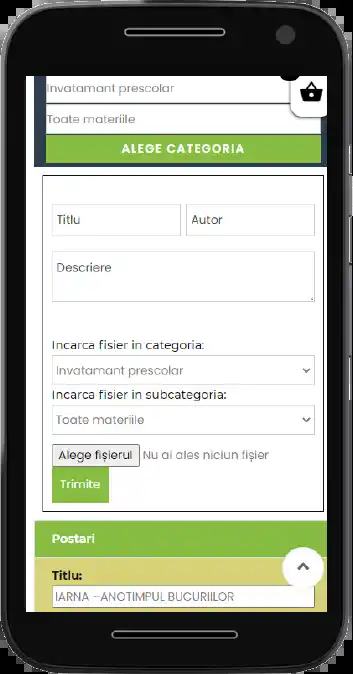 Invatamant prescolar
Toate materiile
ALEGE CATEGORIA
Titlu Autor
Descriere
Incarca fisier in categoria:
Invatamant prescolar
Incarca fisier in subcategoria:
Toate materiile
Alege fișierul Nu ai ales niciun fișier
Trimite
Postari
Titlu:
IARNA –ANOTIMPUL BUCURIILOR